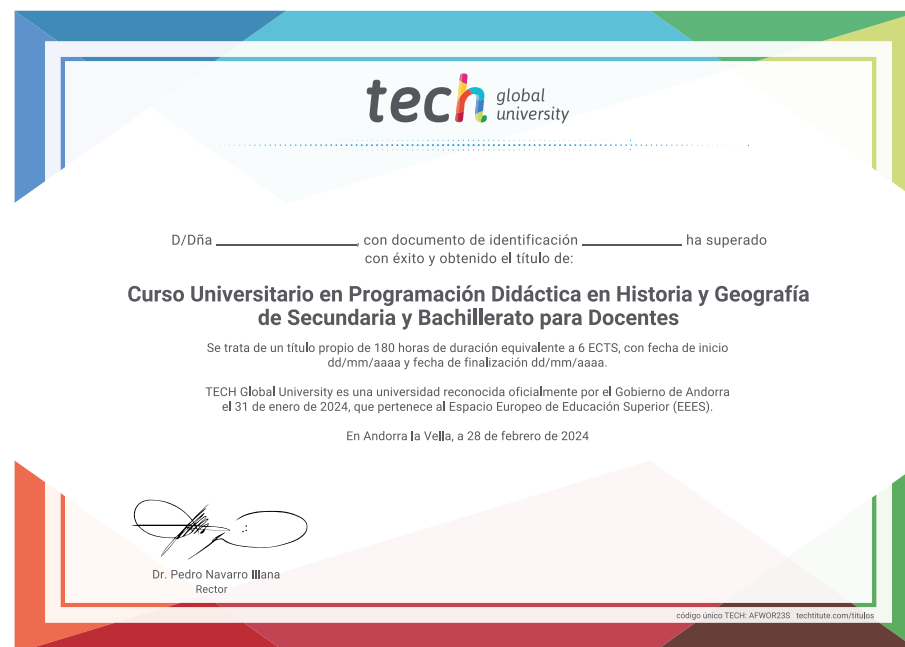 tech global university
D/Dña ____________, con documento de identificación ____________ ha superado
con éxito y obtenido el título de:
Curso Universitario en Programación Didáctica en Historia y Geografía
de Secundaria y Bachillerato para Docentes
Se trata de un título propio de 180 horas de duración equivalente a 6 ECTS, con fecha de inicio
dd/mm/aaaa y fecha de finalización dd/mm/aaaa.
TECH Global University es una universidad reconocida oficialmente por el Gobierno de Andorra
el 31 de enero de 2024, que pertenece al Espacio Europeo de Educación Superior (EEES).
En Andorra la Vella, a 28 de febrero de 2024
Dr. Pedro Navarro Illana
Rector
código único TECH: AFWOR23S techtitute.com/titulos